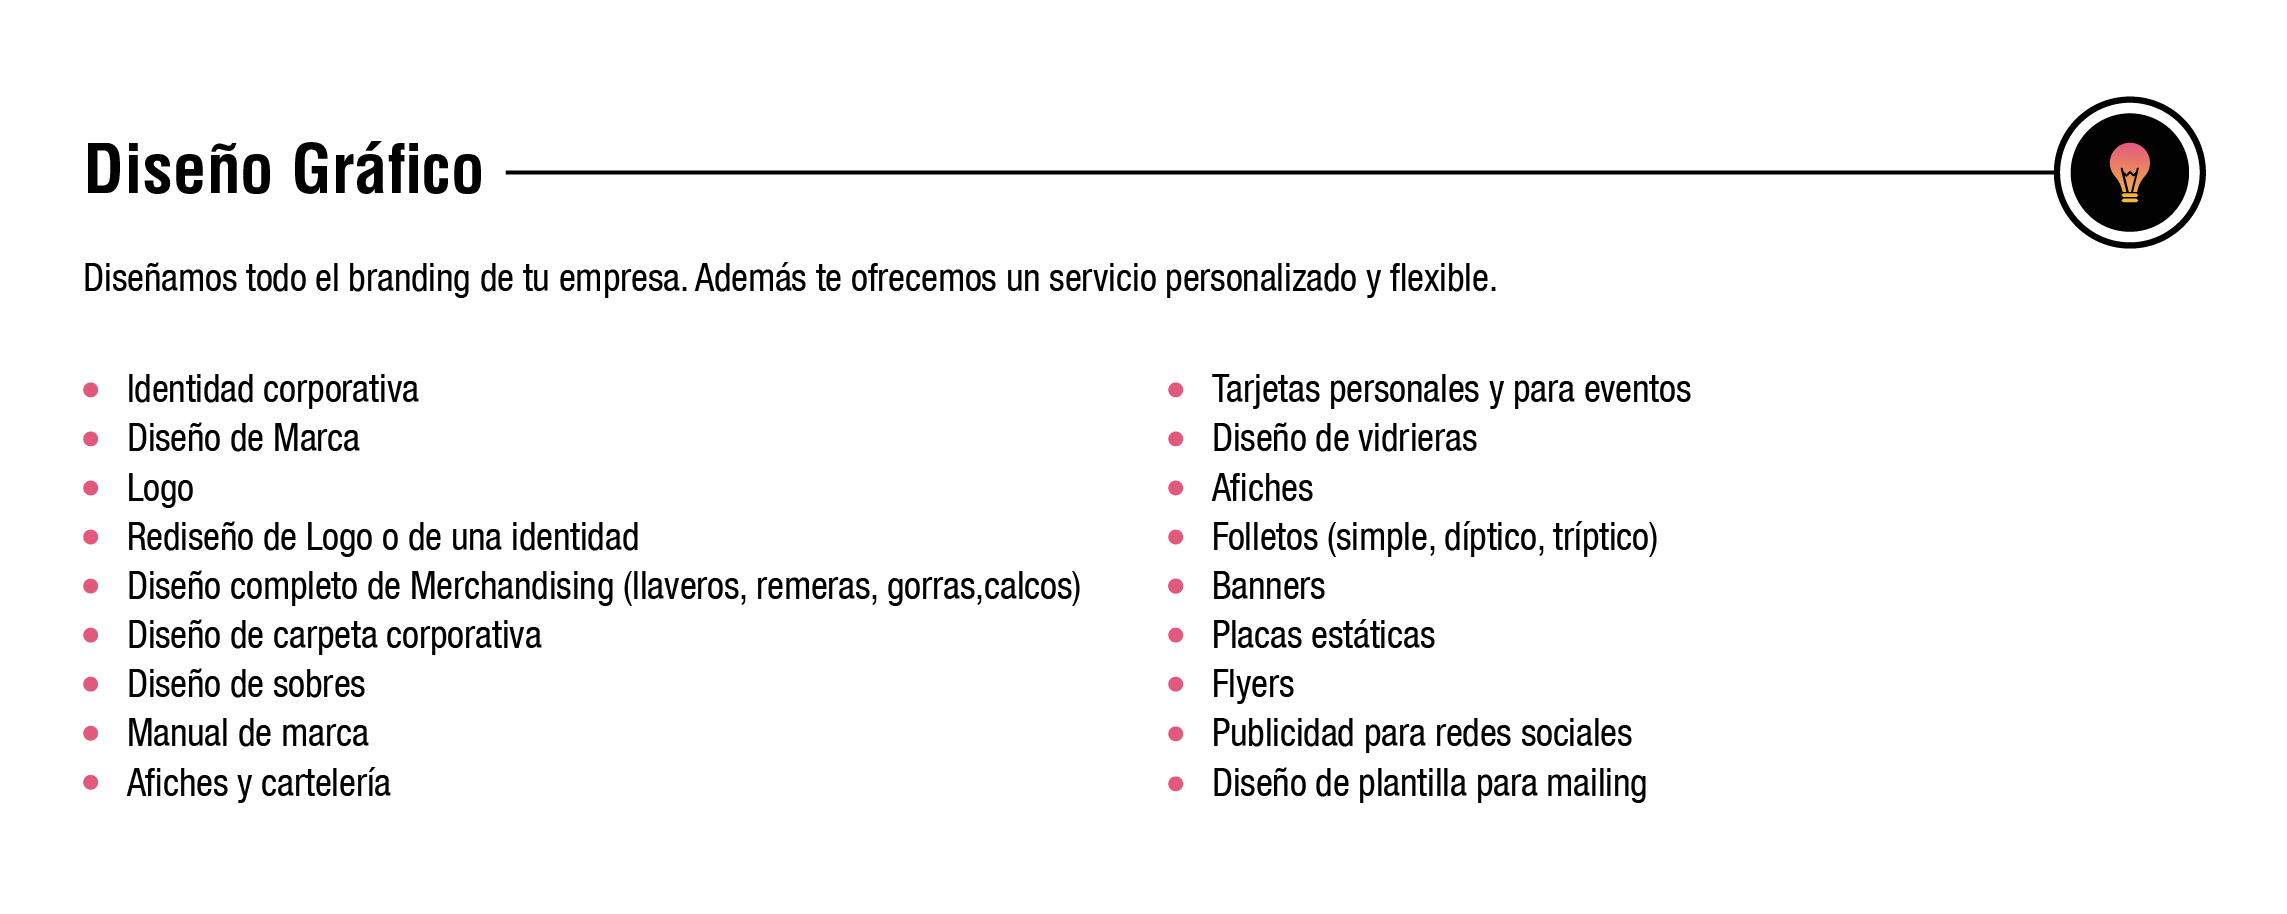 Diseño Gráfico
Diseñamos todo el branding de tu empresa. Además te ofrecemos un servicio personalizado y flexible.
Identidad corporativa
Diseño de Marca
Logo
Rediseño de Logo o de una identidad
Diseño completo de Merchandising (llaveros, remeras, gorras,calcos)
Diseño de carpeta corporativa
Diseño de sobres
Manual de marca
Afiches y cartelería
Tarjetas personales y para eventos
Diseño de vidrieras
Afiches
Folletos (simple, díptico, tríptico)
Banners
Placas estáticas
Flyers
Publicidad para redes sociales
Diseño de plantilla para mailing